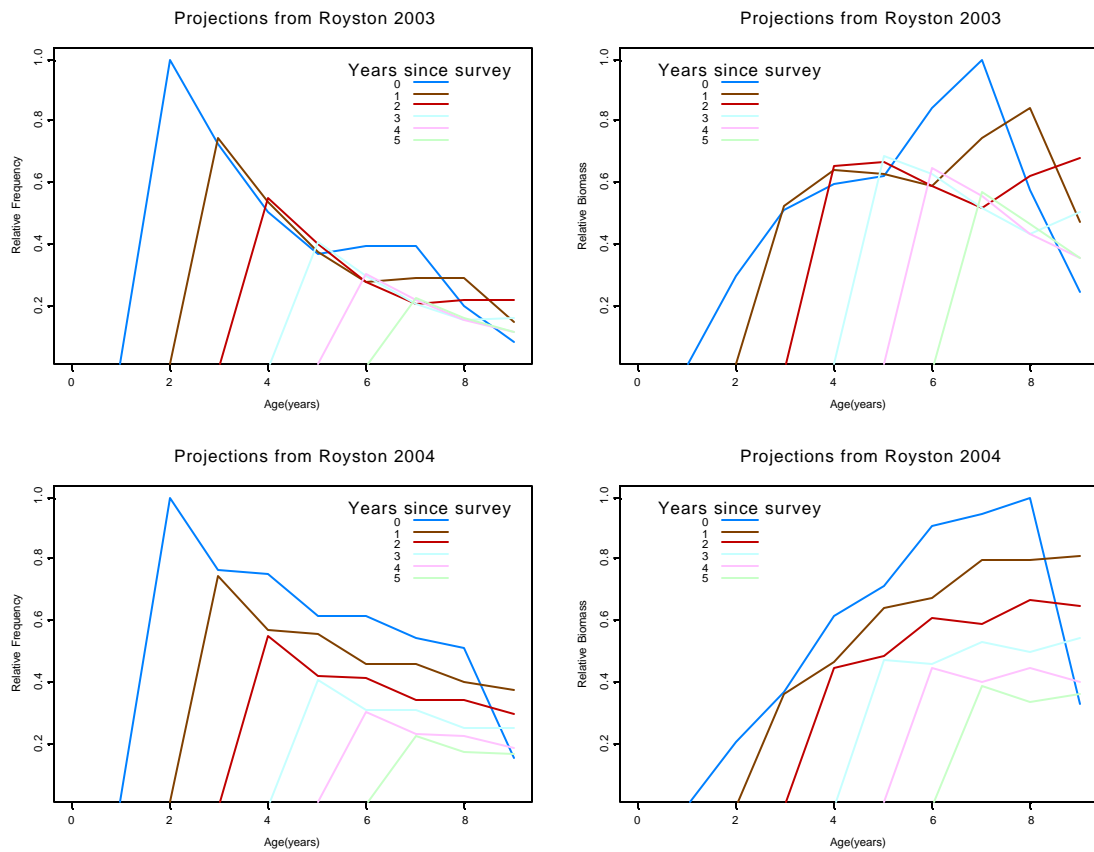 Projections from Royston 2003
Relative Frequency
1.0
0.8
0.6
0.4
0.2
Years since survey
0
1
2
3
4
5
0 2 4 6 8
Age(years)
Projections from Royston 2003
Relative Biomass
1.0
0.8
0.6
0.4
0.2
Years since survey
0
1
2
3
4
5
0 2 4 6 8
Age(years)
Projections from Royston 2004
Relative Frequency
1.0
0.8
0.6
0.4
0.2
Years since survey
0
1
2
3
4
5
0 2 4 6 8
Age(years)
Projections from Royston 2004
Relative Biomass
1.0
0.8
0.6
0.4
0.2
Years since survey
0
1
2
3
4
5
0 2 4 6 8
Age(years)